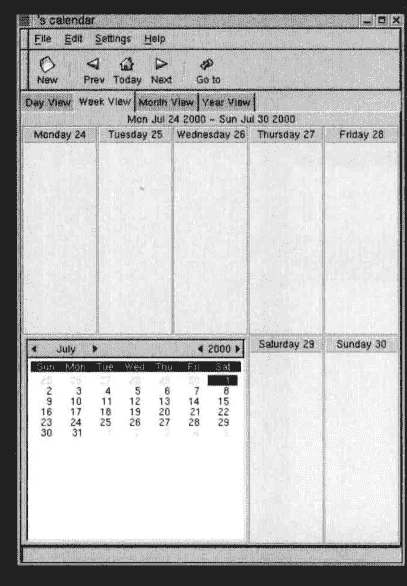 's calendar
File Edit Settings Help
New Prev Today Next Go to
Day View Week View Month View Year View
Mon Jul 24 2000 - Sun Jul 30 2000
Monday 24 Tuesday 25 Wednesday 26 Thursday 27 Friday 28
July 2000
Saturday 29 Sunday 30
Sun Mon Tue Wed Thu Fri Sat
1
2 3 4 5 6 7 8
9 10 11 12 13 14 15
16 17 18 19 20 21 22
23 24 25 26 27 28 29
30 31